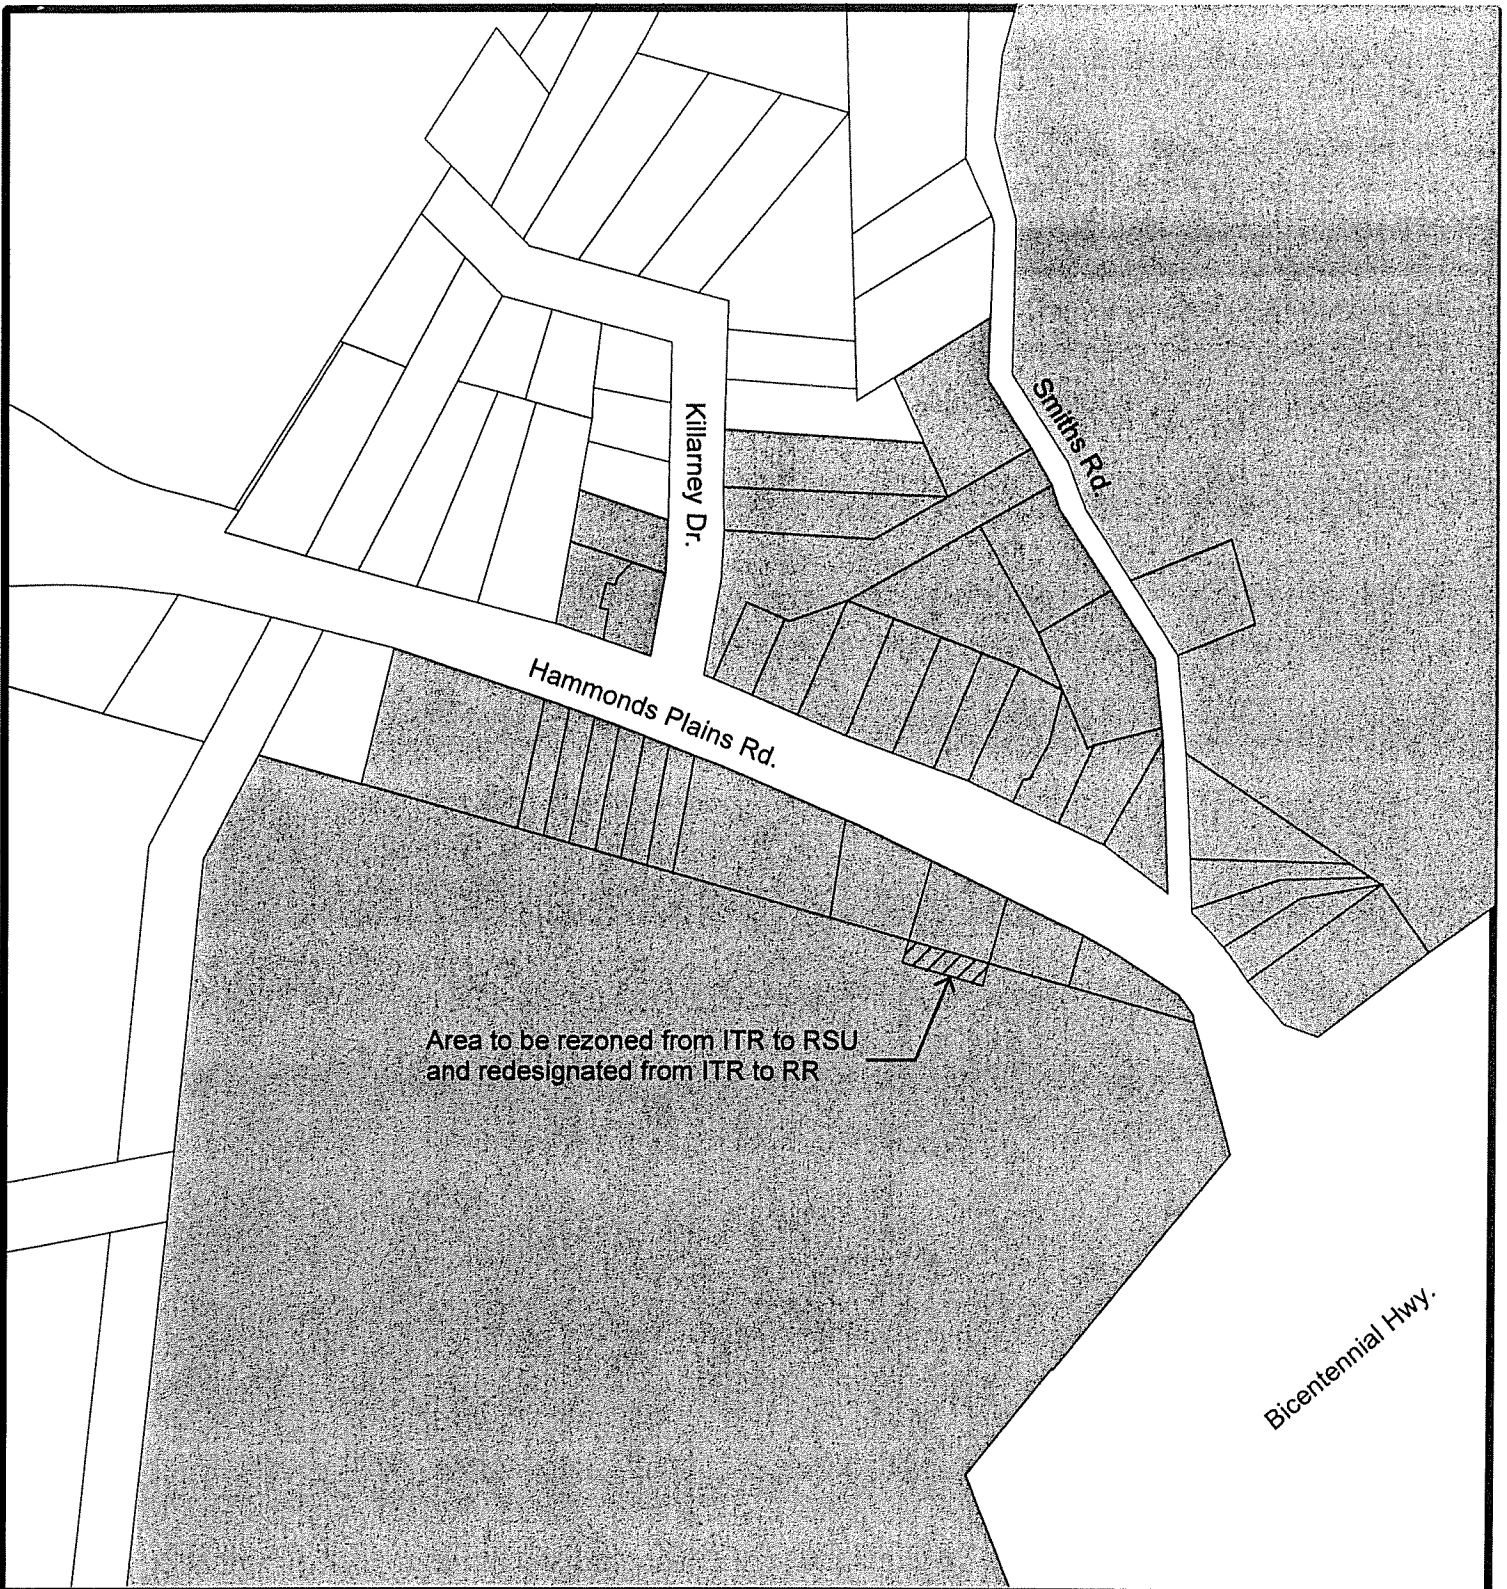 Smiths Rd.
Killarney Dr.
Hammonds Plains Rd.
Area to be rezoned from ITR to RSU
and redesignated from ITR to RR
Bicentennial Hwy.